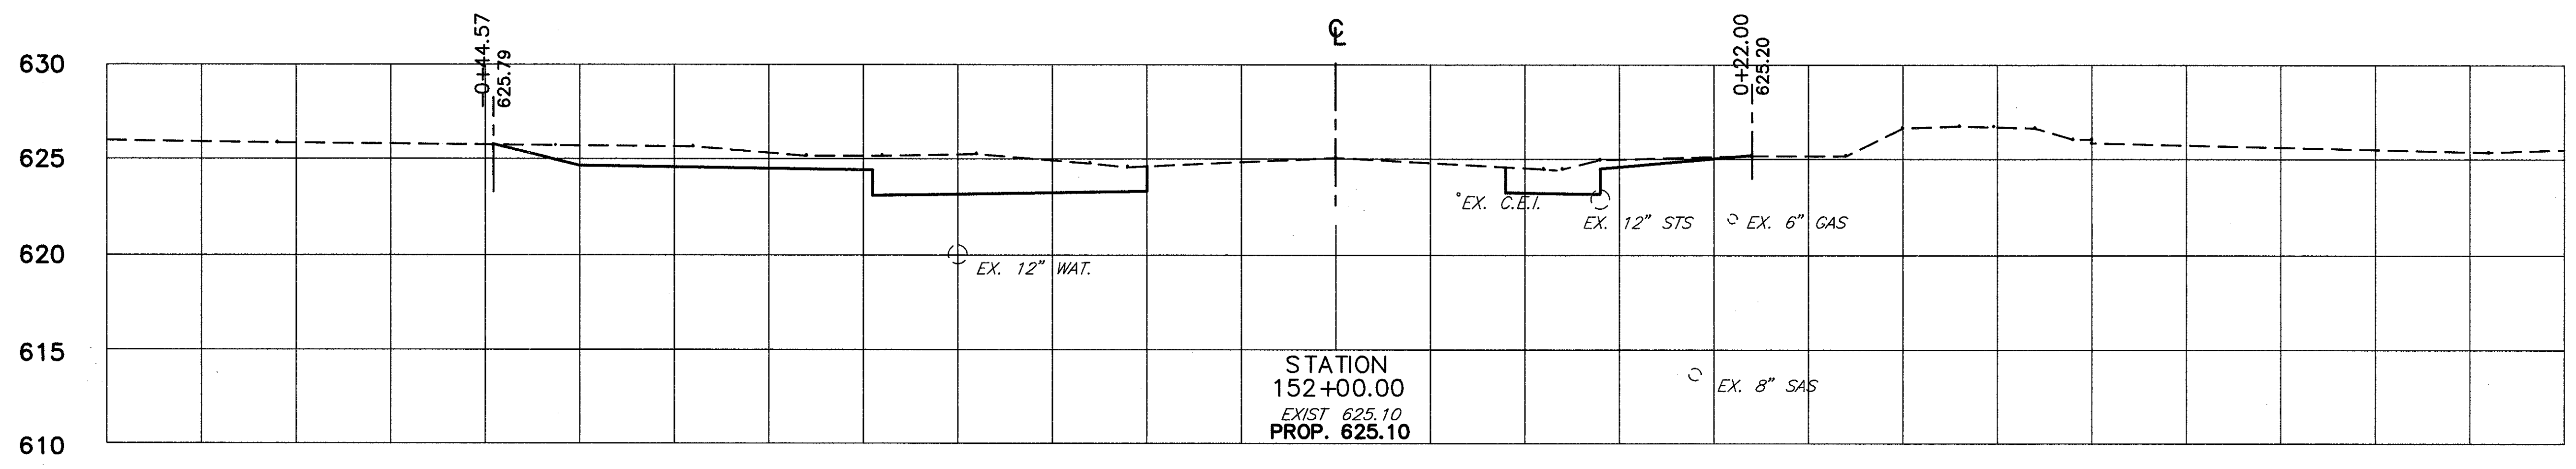 ℄
-0+44.57
625.79
0+22.00
625.20
630
625
620
615
610
EX. C.E.I.
EX. 12" STS
EX. 6" GAS
EX. 12" WAT.
EX. 8" SAS
STATION
152+00.00
EXIST 625.10
PROP. 625.10